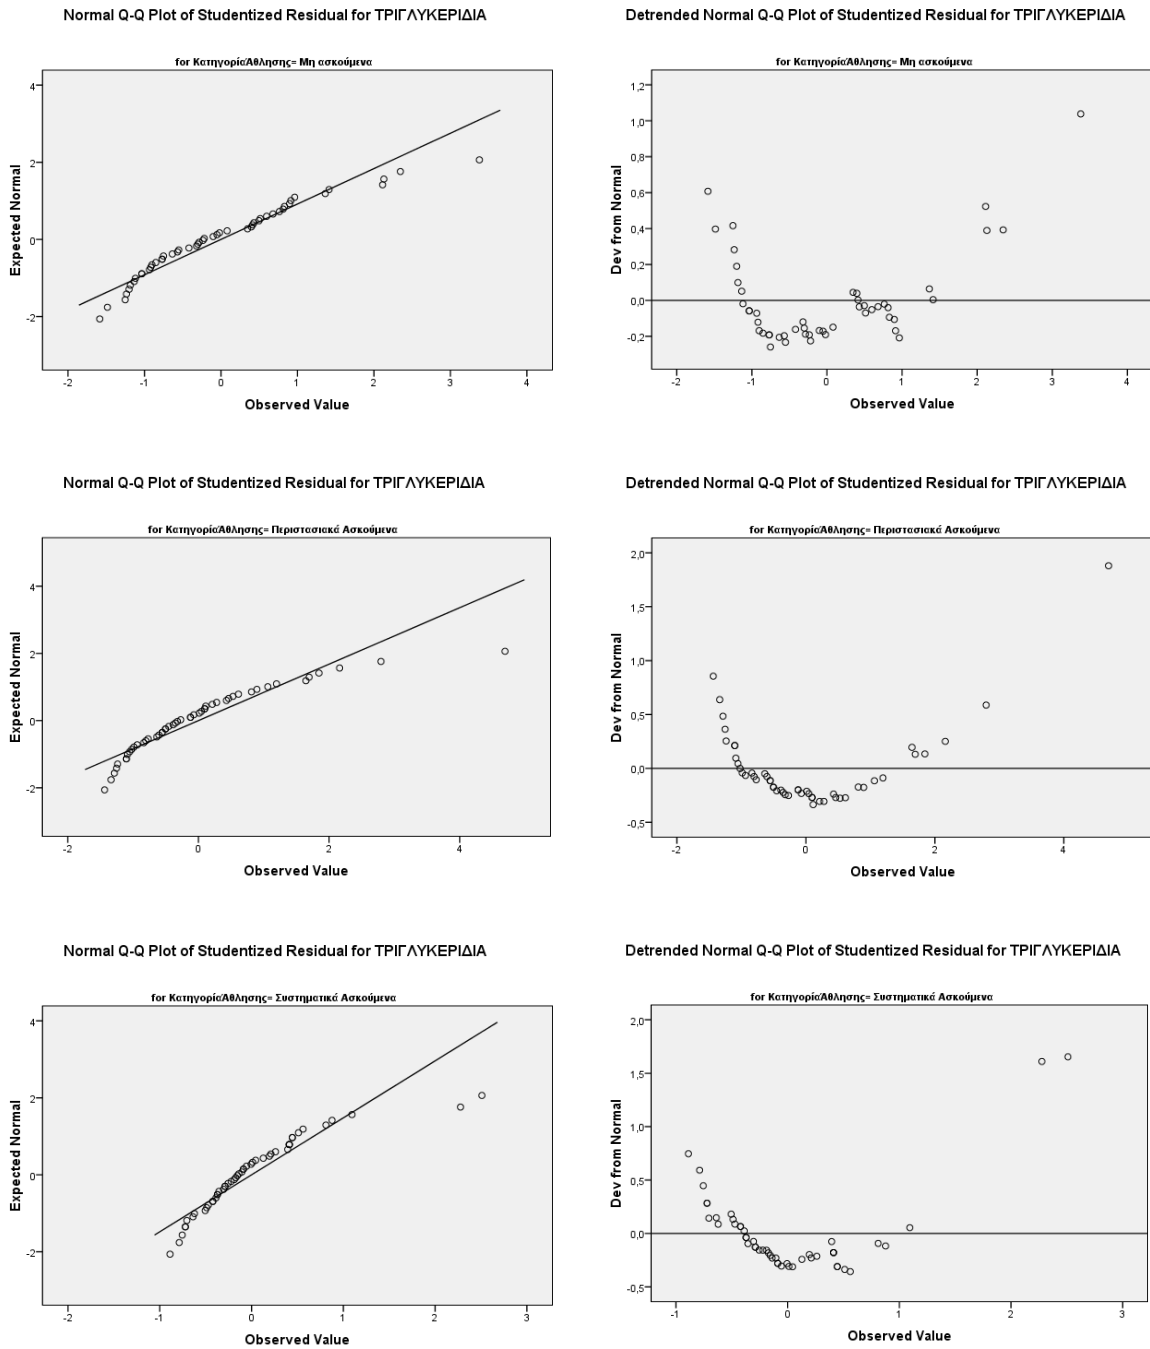 Normal Q-Q Plot of Studentized Residual for ΤΡΙΓΛΥΚΕΡΙΔΙΑ
for ΚατηγορίαΆθλησης= Μη ασκούμενα
Expected Normal
4
2
0
-2
-2 -1 0 1 2 3 4
Observed Value
Detrended Normal Q-Q Plot of Studentized Residual for ΤΡΙΓΛΥΚΕΡΙΔΙΑ
for ΚατηγορίαΆθλησης= Μη ασκούμενα
Dev from Normal
1,2
1,0
0,8
0,6
0,4
0,2
0,0
-0,2
-2 -1 0 1 2 3 4
Observed Value
Normal Q-Q Plot of Studentized Residual for ΤΡΙΓΛΥΚΕΡΙΔΙΑ
for ΚατηγορίαΆθλησης= Περιστασιακά Ασκούμενα
Expected Normal
4
2
0
-2
-2 0 2 4
Observed Value
Detrended Normal Q-Q Plot of Studentized Residual for ΤΡΙΓΛΥΚΕΡΙΔΙΑ
for ΚατηγορίαΆθλησης= Περιστασιακά Ασκούμενα
Dev from Normal
2,0
1,5
1,0
0,5
0,0
-0,5
-2 0 2 4
Observed Value
Normal Q-Q Plot of Studentized Residual for ΤΡΙΓΛΥΚΕΡΙΔΙΑ
for ΚατηγορίαΆθλησης= Συστηματικά Ασκούμενα
Expected Normal
4
2
0
-2
-2 -1 0 1 2 3
Observed Value
Detrended Normal Q-Q Plot of Studentized Residual for ΤΡΙΓΛΥΚΕΡΙΔΙΑ
for ΚατηγορίαΆθλησης= Συστηματικά Ασκούμενα
Dev from Normal
2,0
1,5
1,0
0,5
0,0
-0,5
-1 0 1 2 3
Observed Value